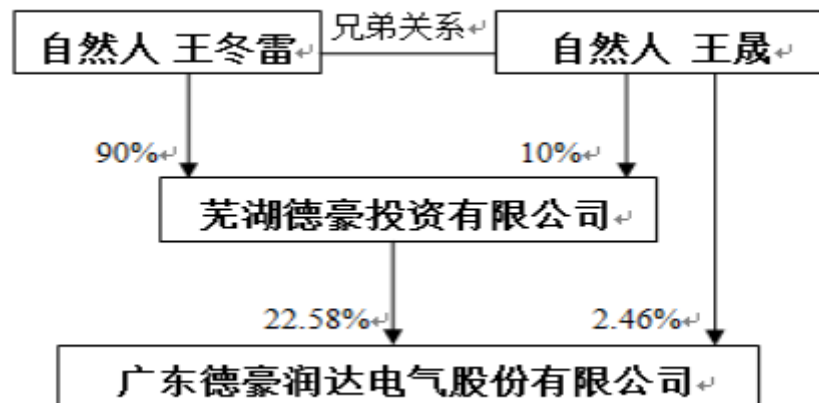 自然人 王冬雷↵
兄弟关系↵
自然人 王晟↵
90%↵
10%↵
芜湖德豪投资有限公司↵
22.58%↵
2.46%↵
广东德豪润达电气股份有限公司↵